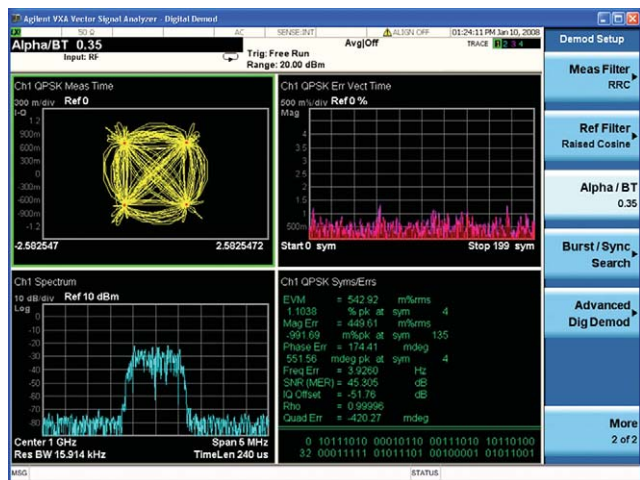 Agilent VXA Vector Signal Analyzer - Digital Demod
50 Ω AC SENSE:INT ALIGN OFF 01:24:11 PM Jan 10, 2008
Alpha/BT 0.35 Avg|Off TRACE 1 2 3 4
Input: RF Trig: Free Run
Range: 20.00 dBm
Demod Setup
Meas Filter
RRC
Ref Filter
Raised Cosine
Alpha / BT
0.35
Burst / Sync
Search
Advanced
Dig Demod
More
2 of 2
Ch1 QPSK Meas Time
300 m/div Ref 0
I-Q
1.2
900m
600m
300m
0
-300m
-600m
-900m
-1.2
-2.582547 2.5825472
Ch1 QPSK Err Vect Time
500 m%/div Ref 0 %
Mag
4
3.5
3
2.5
2
1.5
1
500m
Start 0 sym Stop 199 sym
Ch1 Spectrum
10 dB/div Ref 10 dBm
Log
0
-10
-20
-30
-40
-50
-60
-70
-80
Center 1 GHz Span 5 MHz
Res BW 15.914 kHz TimeLen 240 us
Ch1 QPSK Syms/Errs
EVM = 542.92 m%rms
1.1038 % pk at sym 4
Mag Err = 449.61 m%rms
-991.69 m% pk at sym 135
Phase Err = 174.41 mdeg
551.56 mdeg pk at sym 4
Freq Err = 3.9260 Hz
SNR (MER) = 45.305 dB
IQ Offset = -51.76 dB
Rho = 0.99996
Quad Err = -420.27 mdeg
0 10111010 00010110 00111010 10110100
32 00011111 01011101 00100001 01011001
MSG STATUS